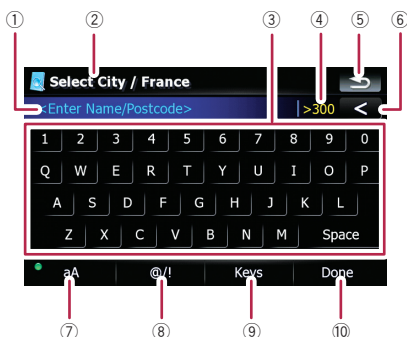 ① ② ③ ④ ⑤ ⑥
Select City / France
<Enter Name/Postcode> >300 <
1 2 3 4 5 6 7 8 9 0
Q W E R T Y U I O P
A S D F G H J K L
Z X C V B N M Space
aA @/! Keys Done
⑦ ⑧ ⑨ ⑩